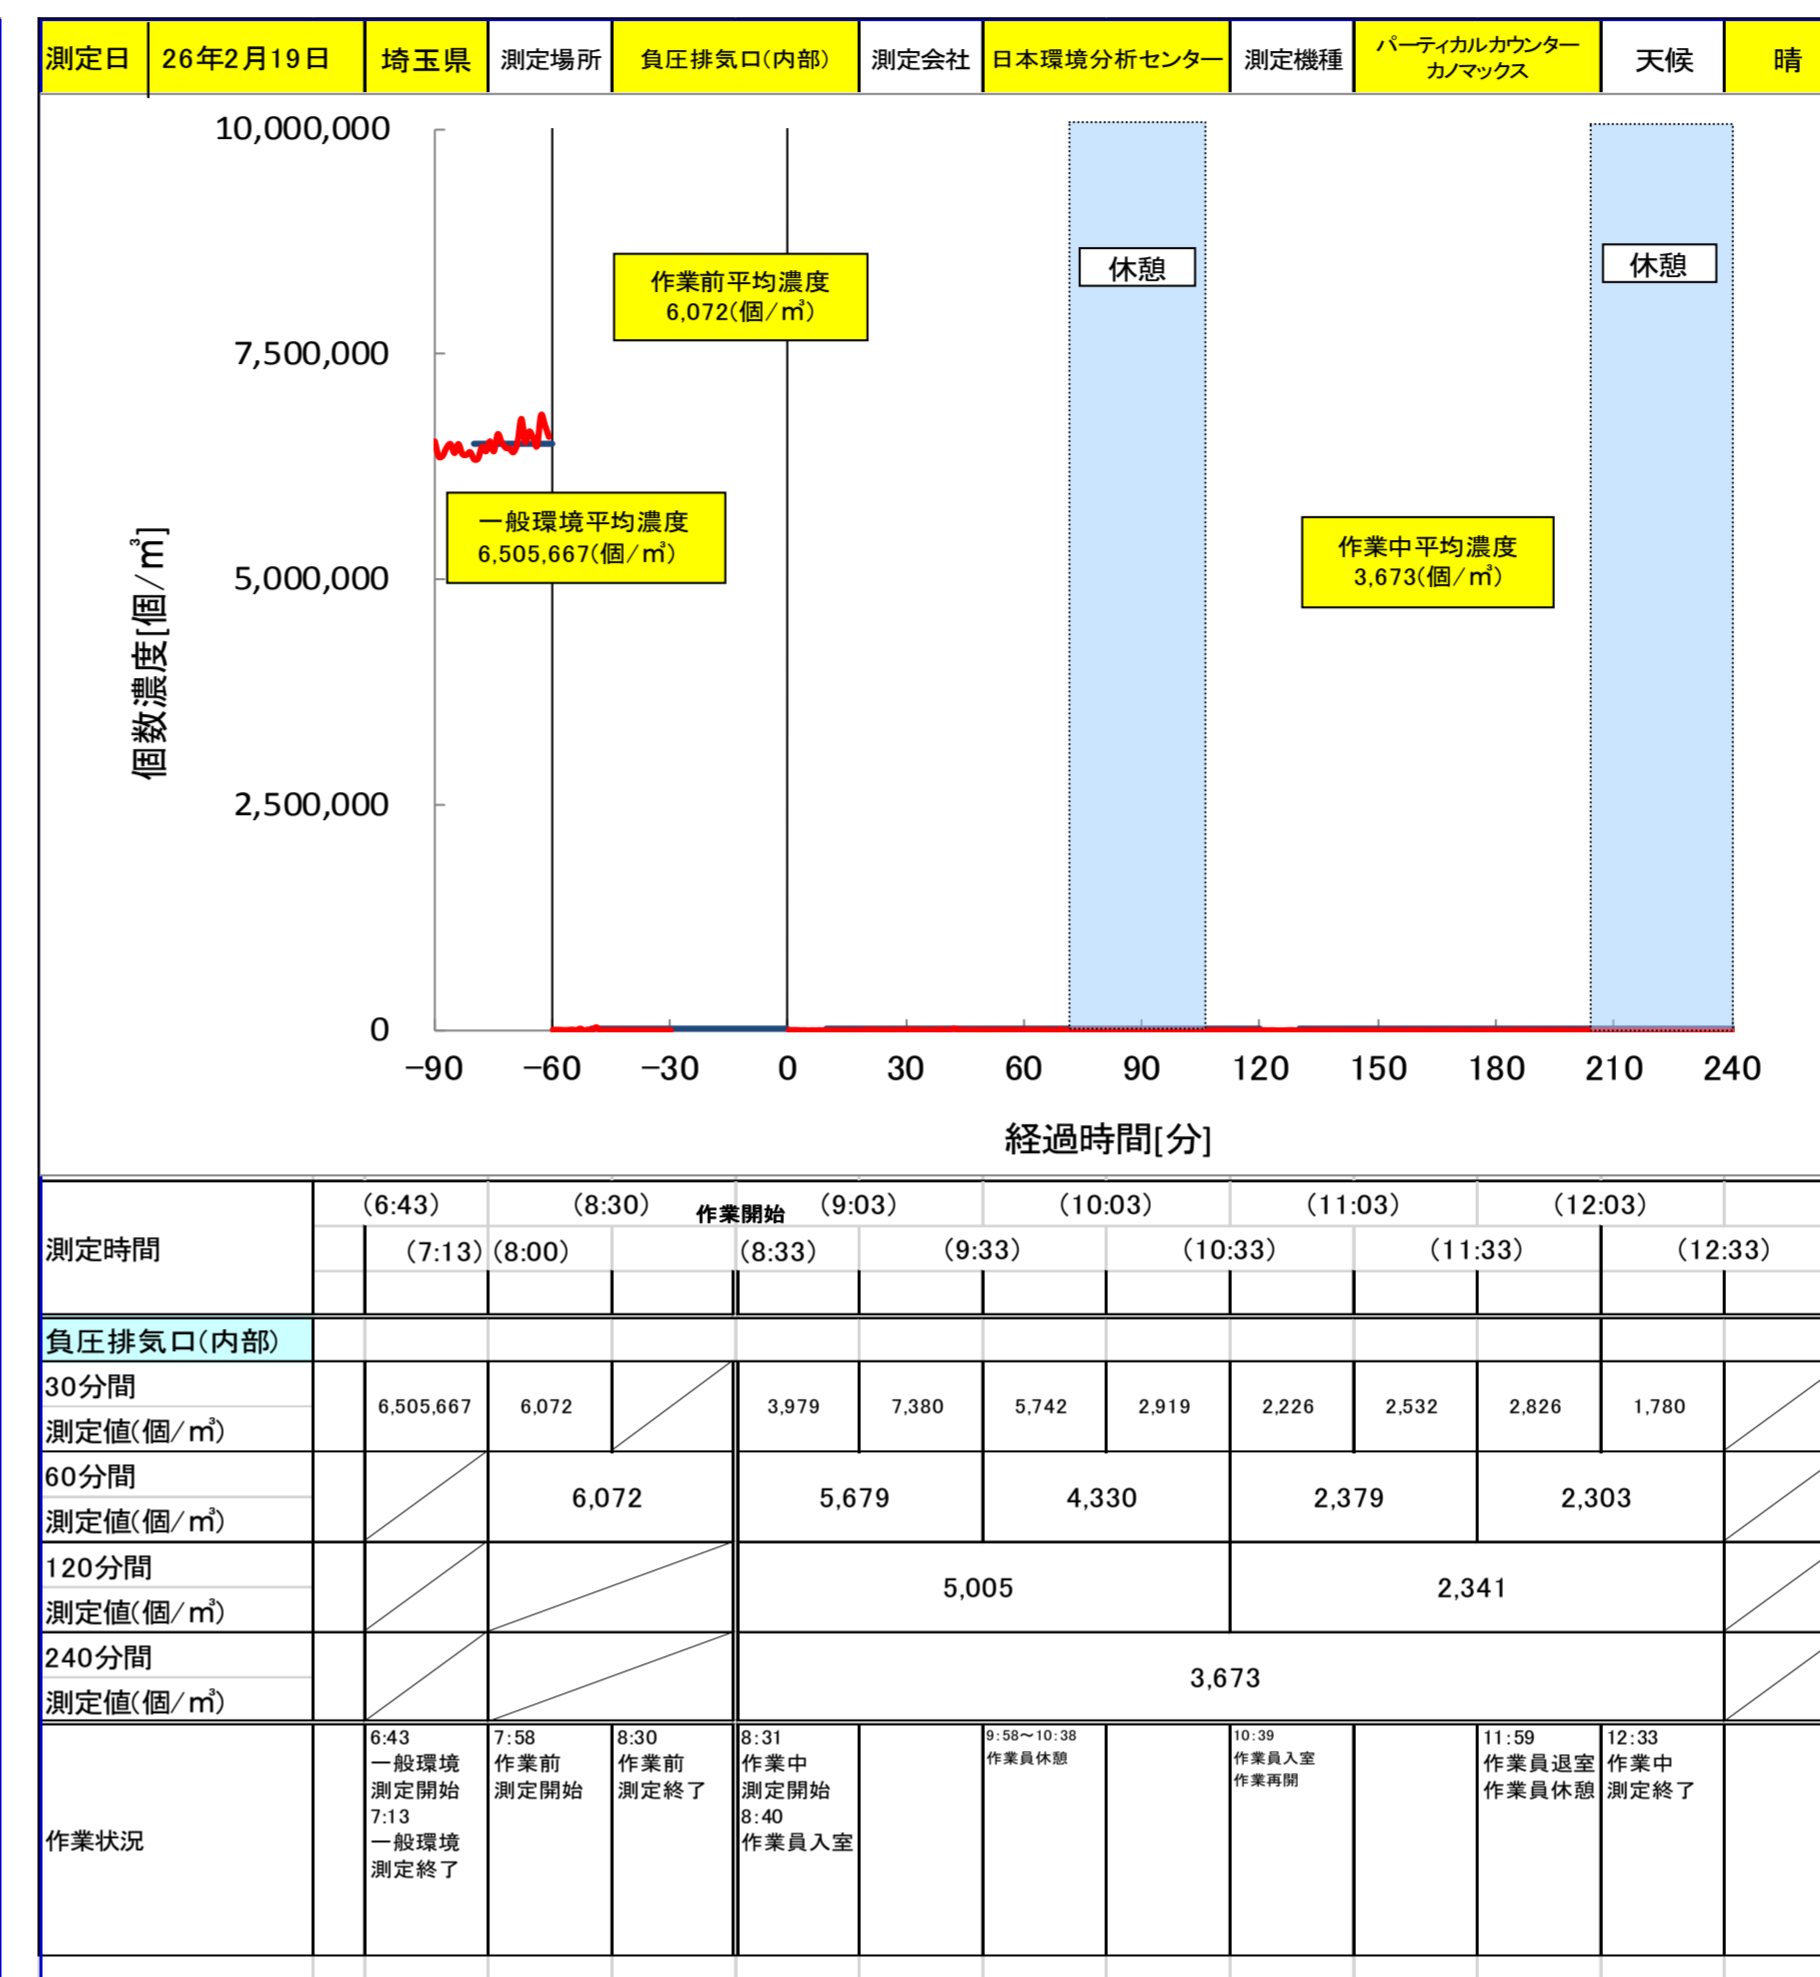 測定日 26年2月19日 埼玉県 測定場所 負圧排気口(内部) 測定会社 日本環境分析センター 測定機種 パーティカルカウンター
カノマックス 天候 晴
10,000,000
7,500,000
5,000,000
2,500,000
0
個数濃度[個/㎥]
作業前平均濃度
6,072(個/㎥)
休憩
休憩
一般環境平均濃度
6,505,667(個/㎥)
作業中平均濃度
3,673(個/㎥)
−90 −60 −30 0 30 60 90 120 150 180 210 240
経過時間[分]
測定時間
(6:43) (8:30) 作業開始 (9:03) (10:03) (11:03) (12:03)
(7:13) (8:00) (8:33) (9:33) (10:33) (11:33) (12:33)
負圧排気口(内部)
30分間
測定値(個/㎥)
6,505,667 6,072 3,979 7,380 5,742 2,919 2,226 2,532 2,826 1,780
60分間
測定値(個/㎥)
6,072 5,679 4,330 2,379 2,303
120分間
測定値(個/㎥)
5,005 2,341
240分間
測定値(個/㎥)
3,673
作業状況
6:43
一般環境
測定開始
7:13
一般環境
測定終了
7:58
作業前
測定開始
8:30
作業前
測定終了
8:31
作業中
測定開始
8:40
作業員入室
9:58～10:38
作業員休憩
10:39
作業員入室
作業再開
11:59
作業員退室
作業員休憩
12:33
作業中
測定終了